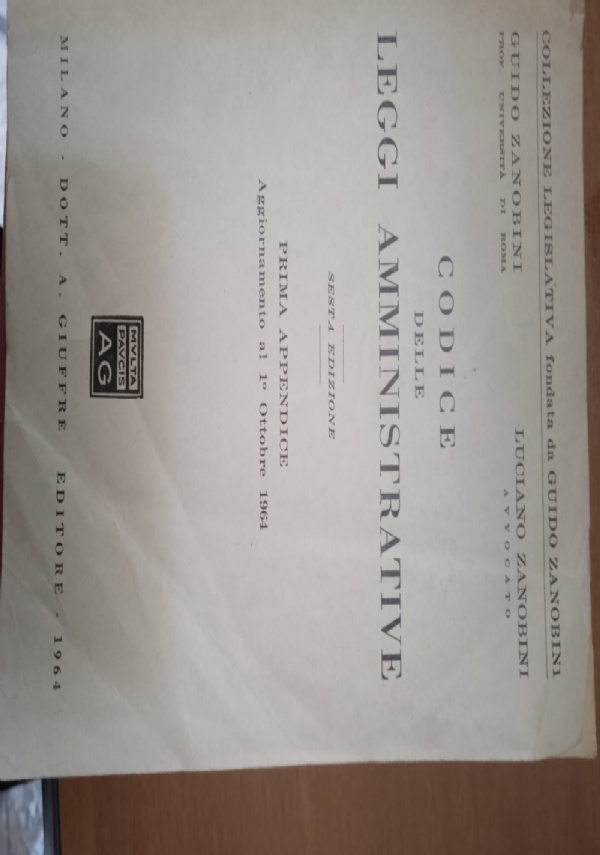 COLLEZIONE LEGISLATIVA fondata da GUIDO ZANOBINI
GUIDO ZANOBINI
PROF. UNIVERSITÀ DI ROMA
LUCIANO ZANOBINI
AVVOCATO
CODICE
DELLE
LEGGI AMMINISTRATIVE
SESTA EDIZIONE
PRIMA APPENDICE
Aggiornamento al 1° Ottobre 1964
MVLTA
PAVCIS
AG
MILANO - DOTT. A. GIUFFRÈ EDITORE - 1964